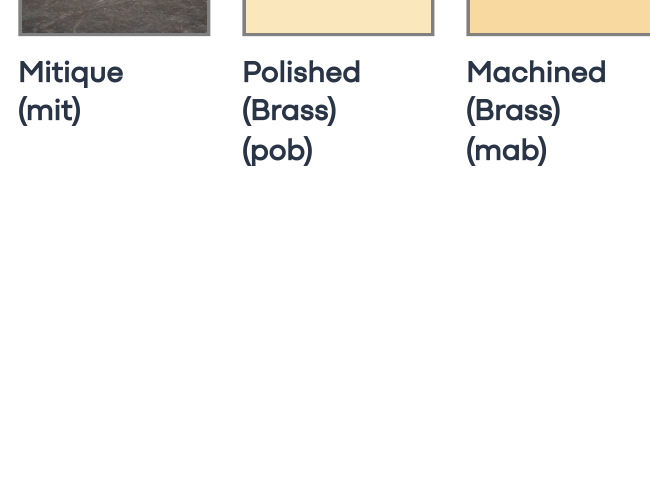 Mitique
(mit)
Polished
(Brass)
(pob)
Machined
(Brass)
(mab)